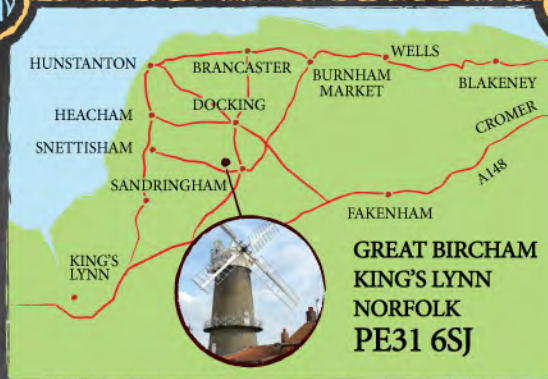 WELLS
HUNSTANTON
BRANCASTER
BURNHAM
MARKET
BLAKENEY
DOCKING
HEACHAM
CROMER
SNETTISHAM
A148
SANDRINGHAM
FAKENHAM
KING'S
LYNN
GREAT BIRCHAM
KING'S LYNN
NORFOLK
PE31 6SJ